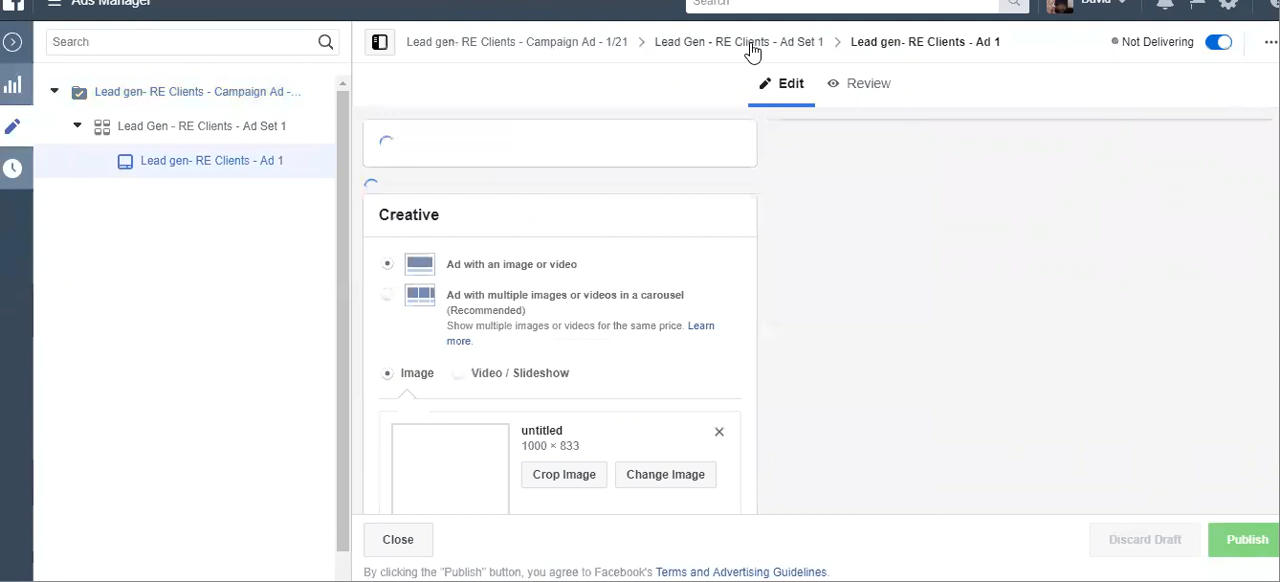 Ads Manager
Search
David
Search
Lead gen- RE Clients - Campaign Ad - 1/21
Lead Gen - RE Clients - Ad Set 1
Lead gen- RE Clients - Ad 1
Not Delivering
Edit
Review
Lead gen- RE Clients - Campaign Ad -...
Lead Gen - RE Clients - Ad Set 1
Lead gen- RE Clients - Ad 1
Creative
Ad with an image or video
Ad with multiple images or videos in a carousel
(Recommended)
Show multiple images or videos for the same price. Learn
more.
Image
Video / Slideshow
untitled
1000 × 833
Crop Image
Change Image
Close
Discard Draft
Publish
By clicking the "Publish" button, you agree to Facebook's Terms and Advertising Guidelines.